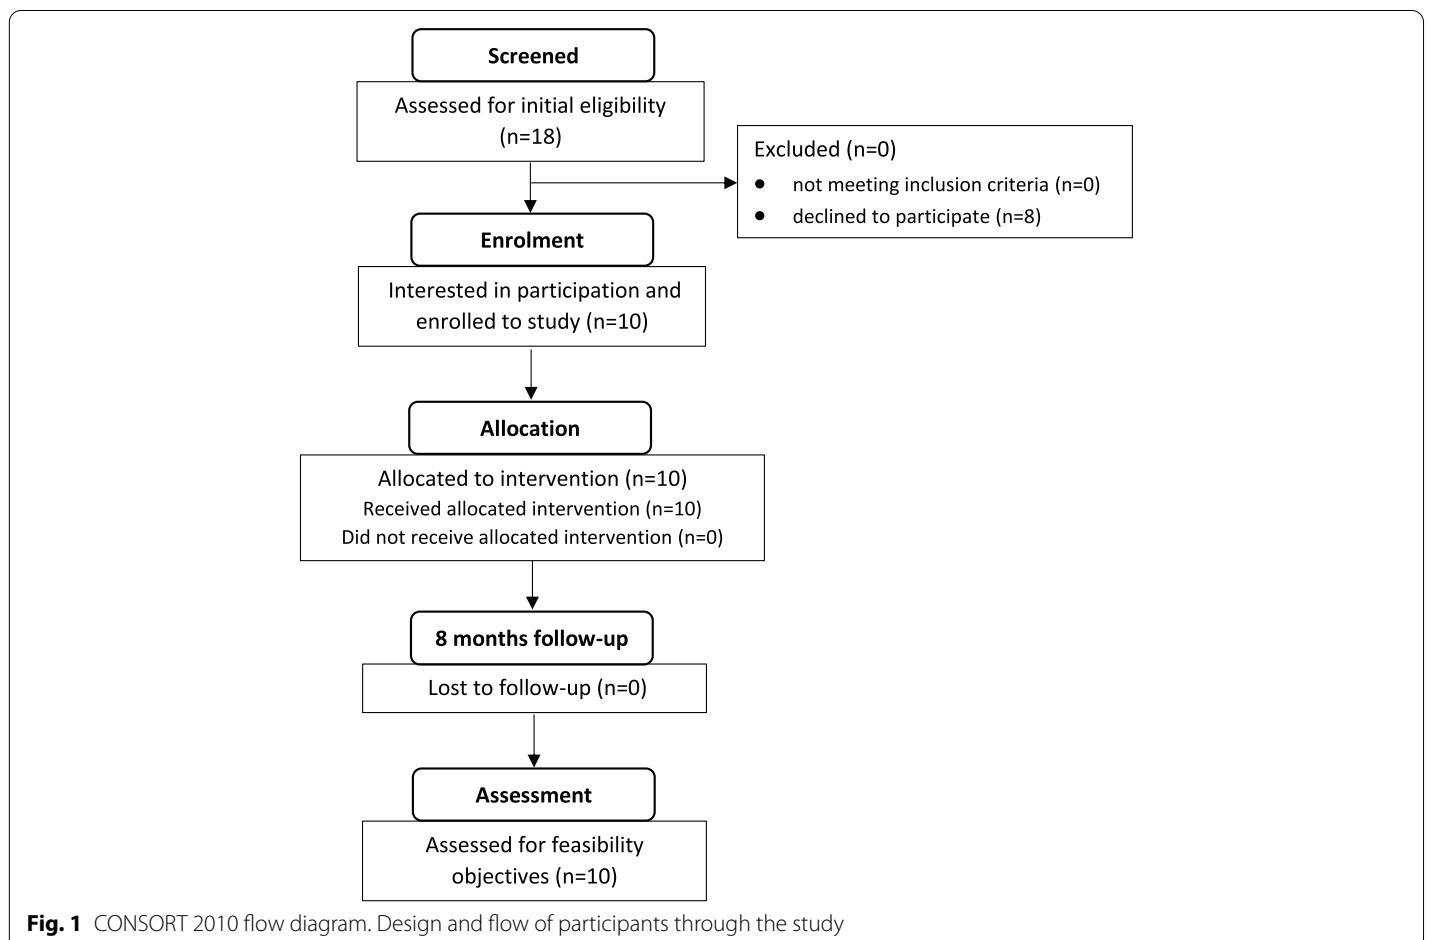 Screened
Assessed for initial eligibility
(n=18)
Excluded (n=0)
● not meeting inclusion criteria (n=0)
● declined to participate (n=8)
Enrolment
Interested in participation and
enrolled to study (n=10)
Allocation
Allocated to intervention (n=10)
Received allocated intervention (n=10)
Did not receive allocated intervention (n=0)
8 months follow-up
Lost to follow-up (n=0)
Assessment
Assessed for feasibility
objectives (n=10)
Fig. 1 CONSORT 2010 flow diagram. Design and flow of participants through the study